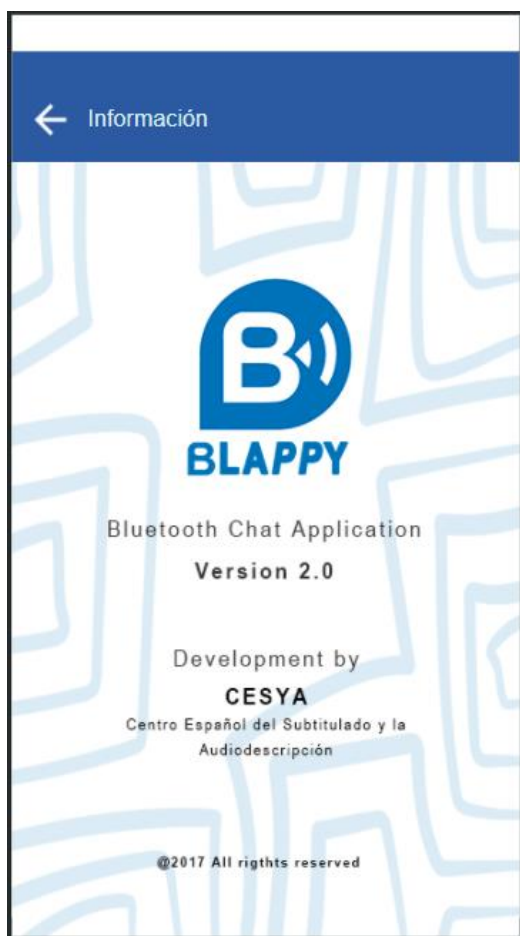 Información
B
BLAPPY
Bluetooth Chat Application
Version 2.0
Development by
CESYA
Centro Español del Subtitulado y la
Audiodescripción
@2017 All rigthts reserved